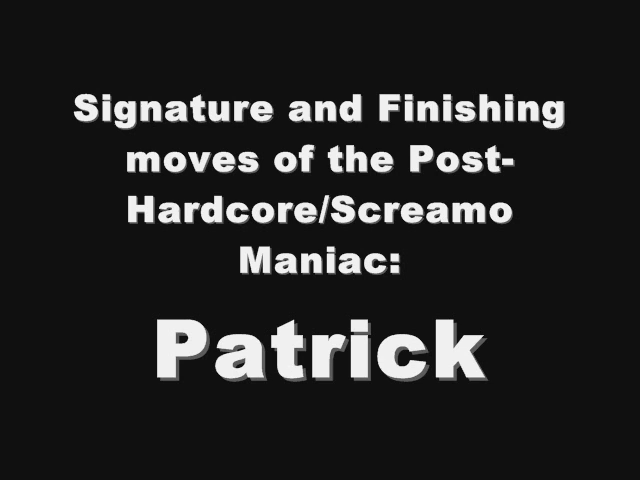 Signature and Finishing
moves of the Post-
Hardcore/Screamo
Maniac:
Patrick